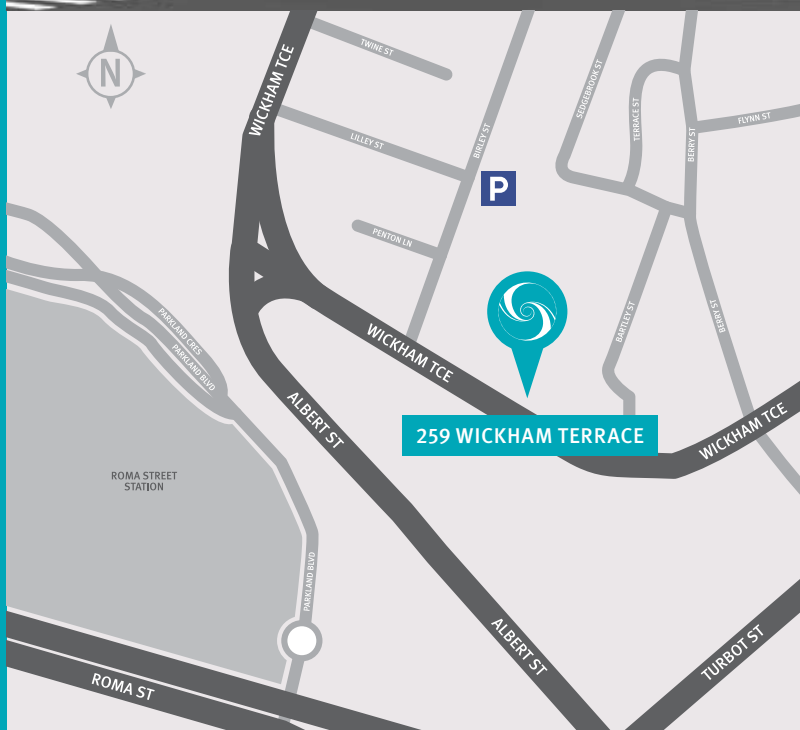 N
TWINE ST
WICKHAM TCE
SEDGEBROOK ST
TERRACE ST
FLYNN ST
LILLEY ST
BIRLEY ST
BERRY ST
P
PENTON LN
PARKLAND CRES
PARKLAND BLVD
WICKHAM TCE
BARTLEY ST
BERRY ST
ALBERT ST
259 WICKHAM TERRACE
WICKHAM TCE
ROMA STREET
STATION
PARKLAND BLVD
ALBERT ST
TURBOT ST
ROMA ST